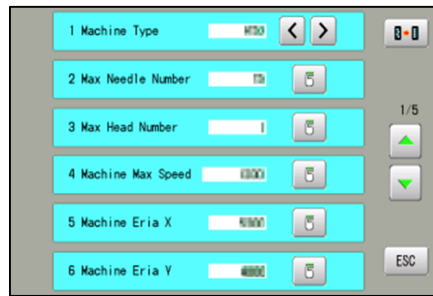 1 Machine Type
2 Max Needle Number
3 Max Head Number
1/5
4 Machine Max Speed
5 Machine Eria X
6 Machine Eria Y
ESC